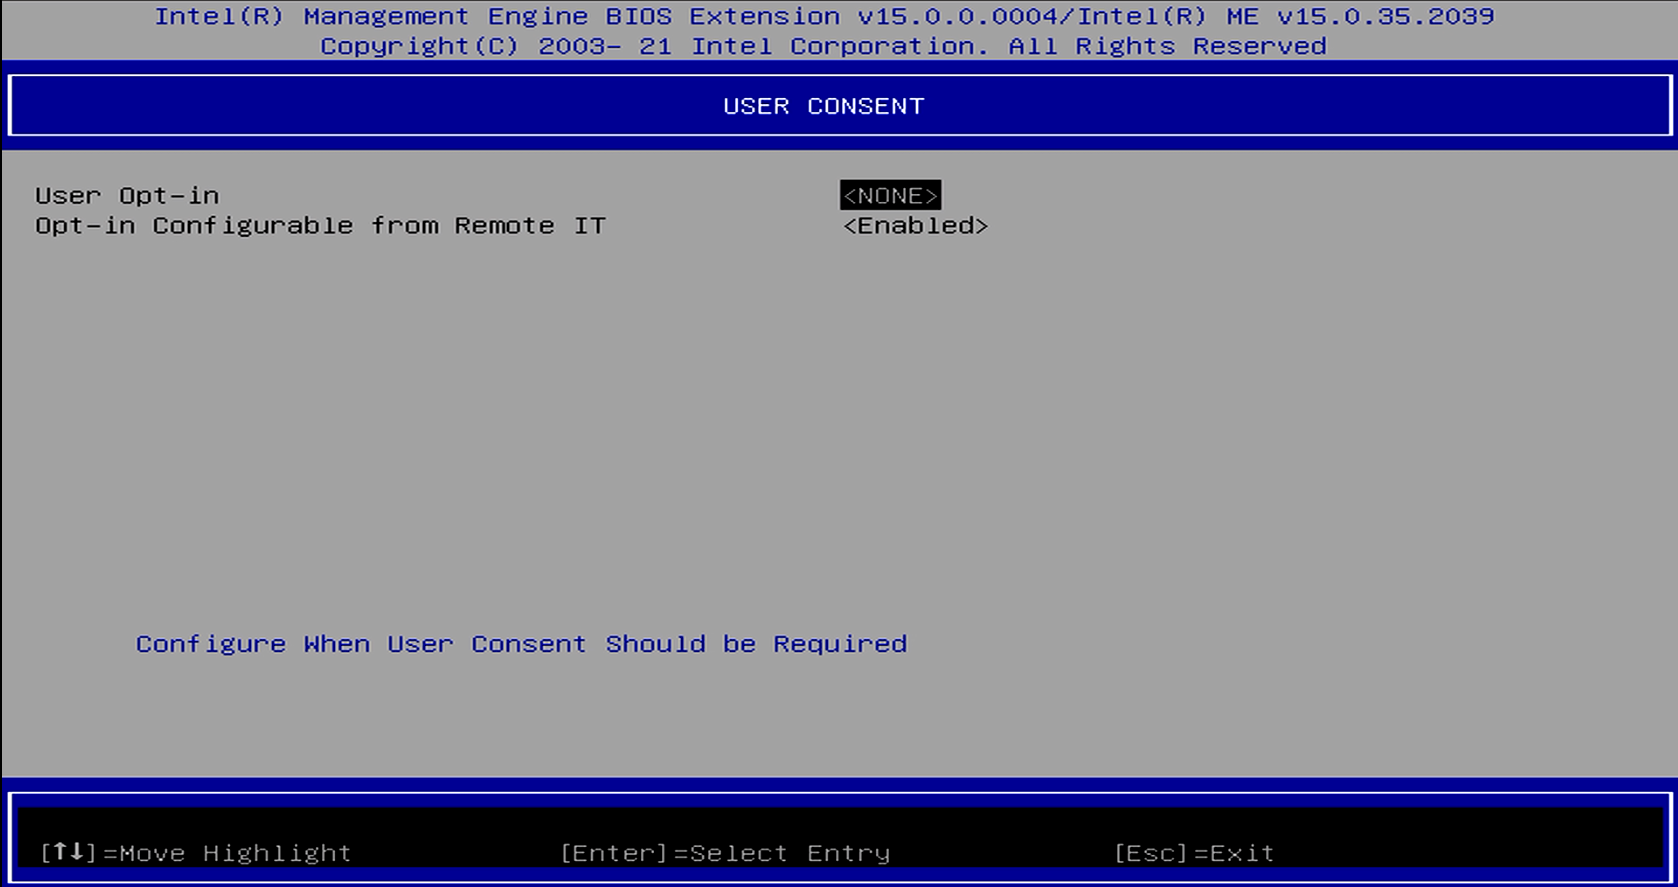 Intel(R) Management Engine BIOS Extension v15.0.0.0004/Intel(R) ME v15.0.35.2039
Copyright(C) 2003- 21 Intel Corporation. All Rights Reserved
USER CONSENT
User Opt-in <NONE>
Opt-in Configurable from Remote IT <Enabled>
Configure When User Consent Should be Required
[↑↓]=Move Highlight [Enter]=Select Entry [Esc]=Exit